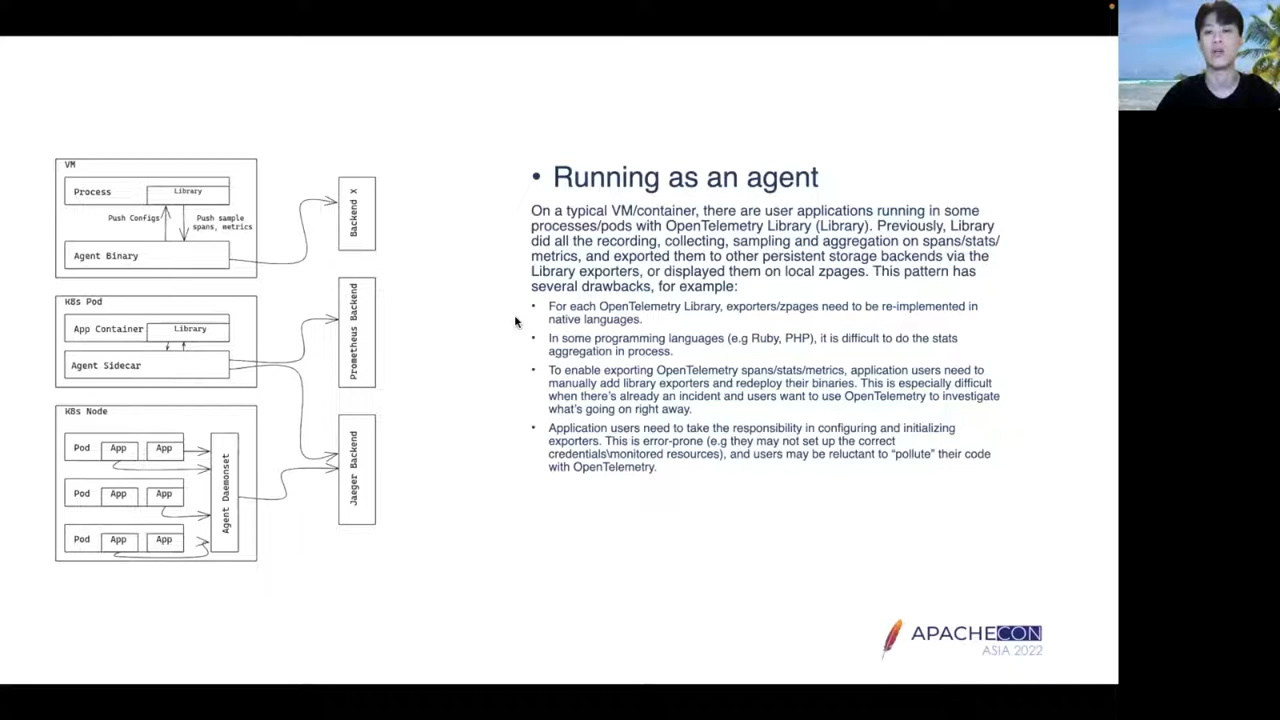 VM
Process
Library
Push Configs
Push sample
spans, metrics
Agent Binary
K8s Pod
App Container
Library
Agent Sidecar
K8s Node
Pod App App
Pod App App
Pod App App
Agent Daemonset
Backend X
Prometheus Backend
Jaeger Backend
• Running as an agent
On a typical VM/container, there are user applications running in some
processes/pods with OpenTelemetry Library (Library). Previously, Library
did all the recording, collecting, sampling and aggregation on spans/stats/
metrics, and exported them to other persistent storage backends via the
Library exporters, or displayed them on local zpages. This pattern has
several drawbacks, for example:
• For each OpenTelemetry Library, exporters/zpages need to be re-implemented in
native languages.
• In some programming languages (e.g Ruby, PHP), it is difficult to do the stats
aggregation in process.
• To enable exporting OpenTelemetry spans/stats/metrics, application users need to
manually add library exporters and redeploy their binaries. This is especially difficult
when there's already an incident and users want to use OpenTelemetry to investigate
what's going on right away.
• Application users need to take the responsibility in configuring and initializing
exporters. This is error-prone (e.g they may not set up the correct
credentials\monitored resources), and users may be reluctant to “pollute” their code
with OpenTelemetry.
APACHECON
ASIA 2022